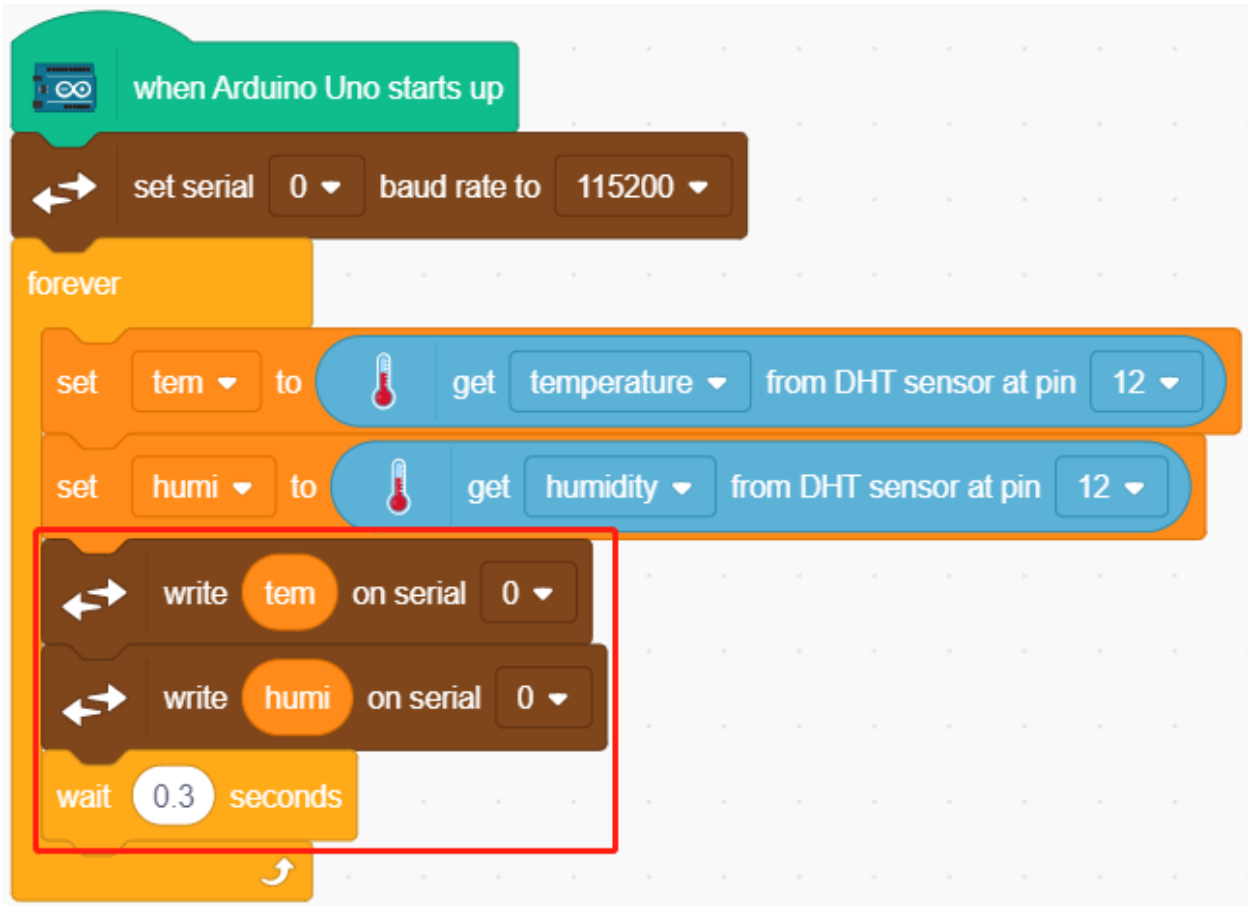 when Arduino Uno starts up
set serial 0 baud rate to 115200
forever
set tem to get temperature from DHT sensor at pin 12
set humi to get humidity from DHT sensor at pin 12
write tem on serial 0
write humi on serial 0
wait 0.3 seconds